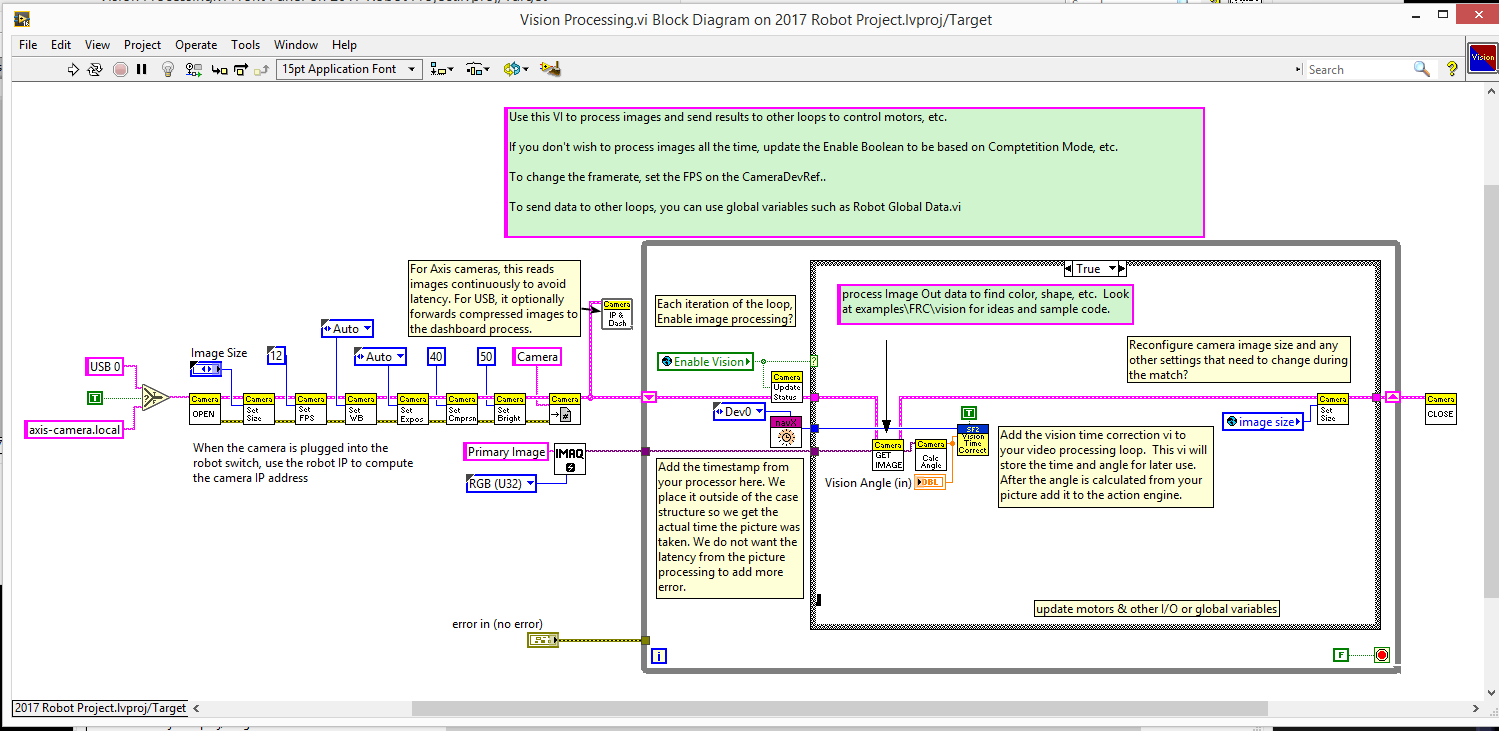 Vision Processing.vi Block Diagram on 2017 Robot Project.lvproj/Target
File Edit View Project Operate Tools Window Help
15pt Application Font
Search
Vision
Use this VI to process images and send results to other loops to control motors, etc.
If you don't wish to process images all the time, update the Enable Boolean to be based on Comptetition Mode, etc.
To change the framerate, set the FPS on the CameraDevRef..
To send data to other loops, you can use global variables such as Robot Global Data.vi
For Axis cameras, this reads
images continuously to avoid
latency. For USB, it optionally
forwards compressed images to
the dashboard process.
Camera
IP &
Dash
Each iteration of the loop,
Enable image processing?
True
process Image Out data to find color, shape, etc. Look
at examples\FRC\vision for ideas and sample code.
Reconfigure camera image size and any
other settings that need to change during
the match?
USB 0
T
axis-camera.local
Image Size
12
Auto
Auto
40
50
Camera
Camera
OPEN
Camera
Set
Size
Camera
Set
FPS
Camera
Set
WB
Camera
Set
Expos
Camera
Set
Cmprsn
Camera
Set
Bright
Camera
When the camera is plugged into the
robot switch, use the robot IP to compute
the camera IP address
Primary Image
RGB (U32)
IMAQ
Enable Vision
Camera
Update
Status
Dev0
navX
Add the timestamp from
your processor here. We
place it outside of the case
structure so we get the
actual time the picture was
taken. We do not want the
latency from the picture
processing to add more
error.
Camera
GET
IMAGE
Camera
Calc
Angle
Vision Angle (in)
DBL
T
SF2
Vision
Time
Correct
Add the vision time correction vi to
your video processing loop. This vi will
store the time and angle for later use.
After the angle is calculated from your
picture add it to the action engine.
image size
Camera
Set
Size
Camera
CLOSE
update motors & other I/O or global variables
error in (no error)
i
F
2017 Robot Project.lvproj/Target